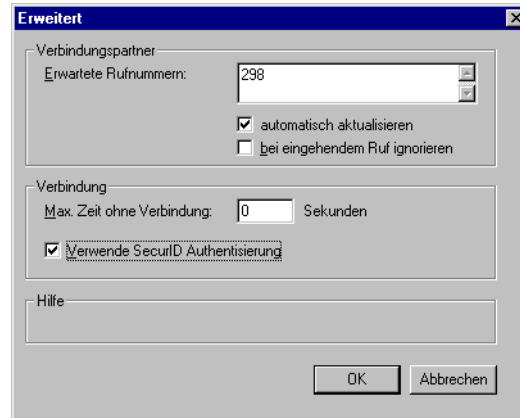 Erweitert
Verbindungspartner
Erwartete Rufnummern: 298
automatisch aktualisieren
bei eingehendem Ruf ignorieren
Verbindung
Max. Zeit ohne Verbindung: 0 Sekunden
Verwende SecurID Authentisierung
Hilfe
OK Abbrechen